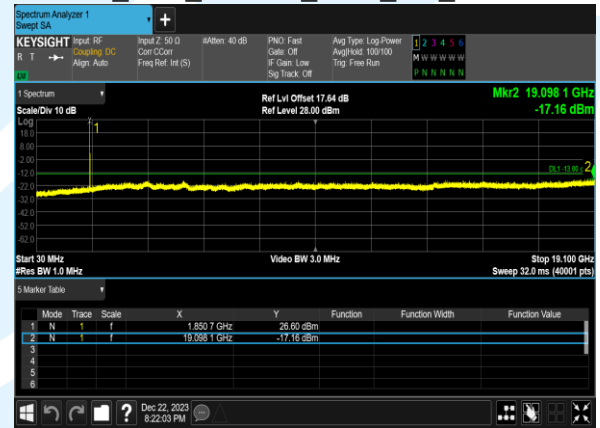 Spectrum Analyzer 1
Swept SA
KEYSIGHT Input: RF Input Z: 50 Ω #Atten: 40 dB PNO: Fast Avg Type: Log-Power 1 2 3 4 5 6
R T Coupling: DC Corr CCorr Gate: Off Avg|Hold: 100/100 M W W W W W
Align: Auto Freq Ref: Int (S) IF Gain: Low Trig: Free Run
Sig Track: Off P N N N N N
LV
1 Spectrum Ref Lvl Offset 17.64 dB Mkr2 19.098 1 GHz
Scale/Div 10 dB Ref Level 28.00 dBm -17.16 dBm
Log
18.0 1
8.00
-2.00
-12.0 DL1 -13.00 2
-22.0
-32.0
-42.0
-52.0
-62.0
Start 30 MHz Video BW 3.0 MHz Stop 19.100 GHz
#Res BW 1.0 MHz Sweep 32.0 ms (40001 pts)
5 Marker Table
Mode Trace Scale X Y Function Function Width Function Value
1 N 1 f 1.850 7 GHz 26.60 dBm
2 N 1 f 19.098 1 GHz -17.16 dBm
3
4
5
6
? Dec 22, 2023
8:22:03 PM